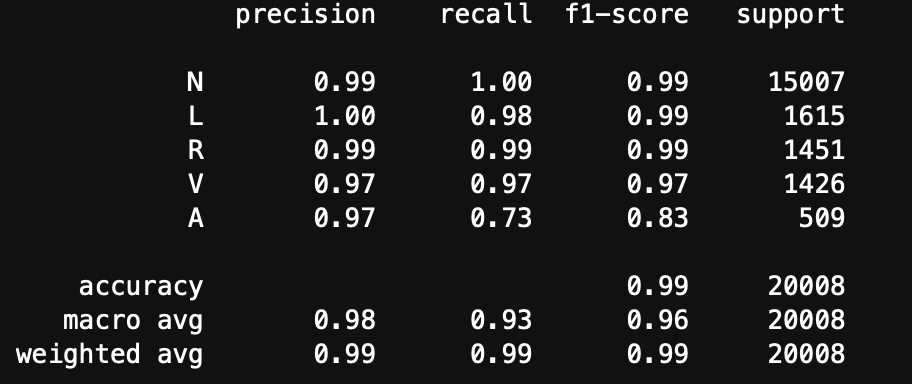 precision recall f1-score support
N 0.99 1.00 0.99 15007
L 1.00 0.98 0.99 1615
R 0.99 0.99 0.99 1451
V 0.97 0.97 0.97 1426
A 0.97 0.73 0.83 509
accuracy 0.99 20008
macro avg 0.98 0.93 0.96 20008
weighted avg 0.99 0.99 0.99 20008